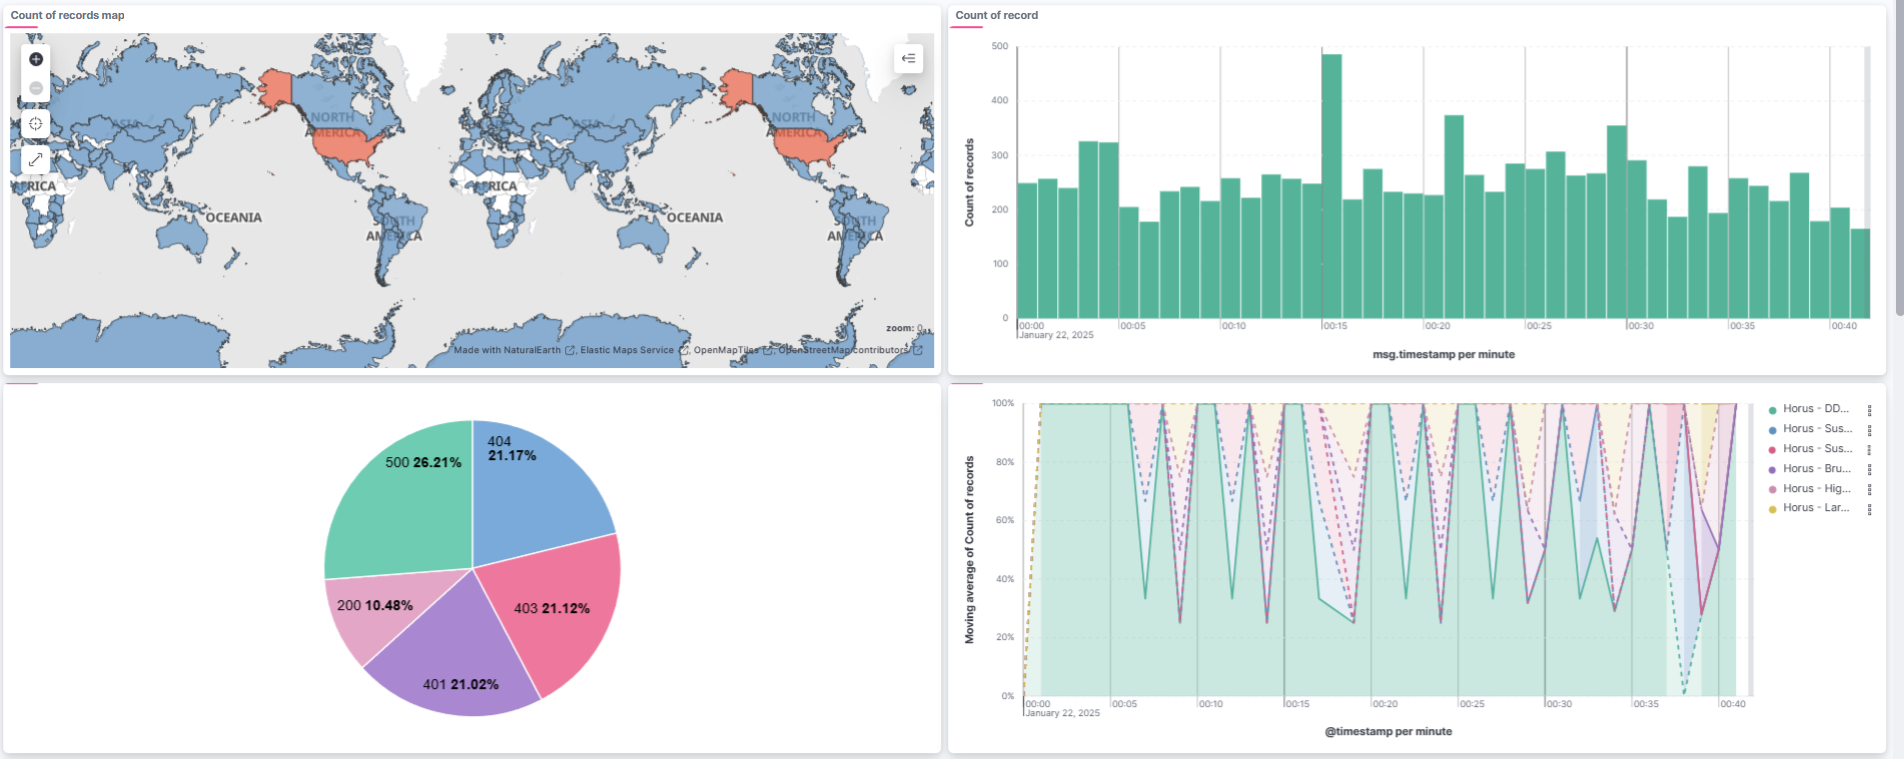 Count of records map
ASIA
NORTH
AMERICA
ASIA
NORTH
AMERICA
FRICA
OCEANIA
SOUTH
AMERICA
FRICA
OCEANIA
SOUTH
AMERICA
zoom: 0
Made with NaturalEarth , Elastic Maps Service , OpenMapTiles , OpenStreetMap contributors
Count of record
Count of records
500
400
300
200
100
0
00:00
00:05
00:10
00:15
00:20
00:25
00:30
00:35
00:40
January 22, 2025
msg.timestamp per minute
404
21.17%
500 26.21%
403 21.12%
200 10.48%
401 21.02%
Moving average of Count of records
100%
80%
60%
40%
20%
0%
00:00
00:05
00:10
00:15
00:20
00:25
00:30
00:35
00:40
January 22, 2025
@timestamp per minute
Horus - DD...
Horus - Sus...
Horus - Sus...
Horus - Bru...
Horus - Hig...
Horus - Lar...